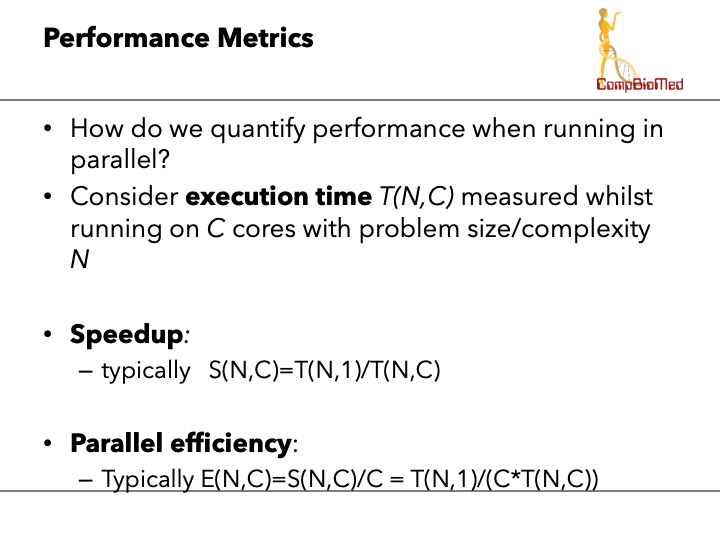 Performance Metrics
CompBioMed
• How do we quantify performance when running in
parallel?
• Consider execution time T(N,C) measured whilst
running on C cores with problem size/complexity
N
• Speedup:
– typically S(N,C)=T(N,1)/T(N,C)
• Parallel efficiency:
– Typically E(N,C)=S(N,C)/C = T(N,1)/(C*T(N,C))